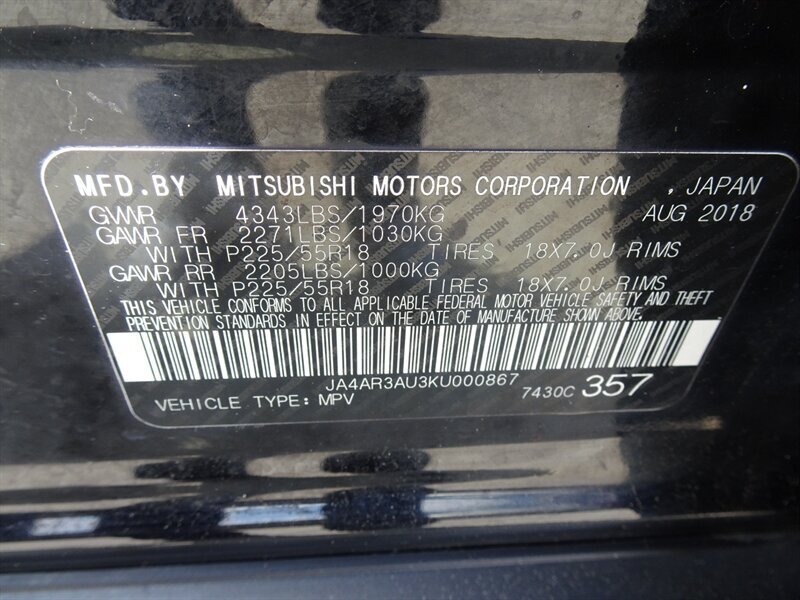 MFD.BY MITSUBISHI MOTORS CORPORATION , JAPAN
GVWR 4343LBS/1970KG AUG 2018
GAWR FR 2271LBS/1030KG
WITH P225/55R18 TIRES 18X7.0J RIMS
GAWR RR 2205LBS/1000KG
WITH P225/55R18 TIRES 18X7.0J RIMS
THIS VEHICLE CONFORMS TO ALL APPLICABLE FEDERAL MOTOR VEHICLE SAFETY AND THEFT
PREVENTION STANDARDS IN EFFECT ON THE DATE OF MANUFACTURE SHOWN ABOVE.
JA4AR3AU3KU000867
VEHICLE TYPE: MPV 7430C 357